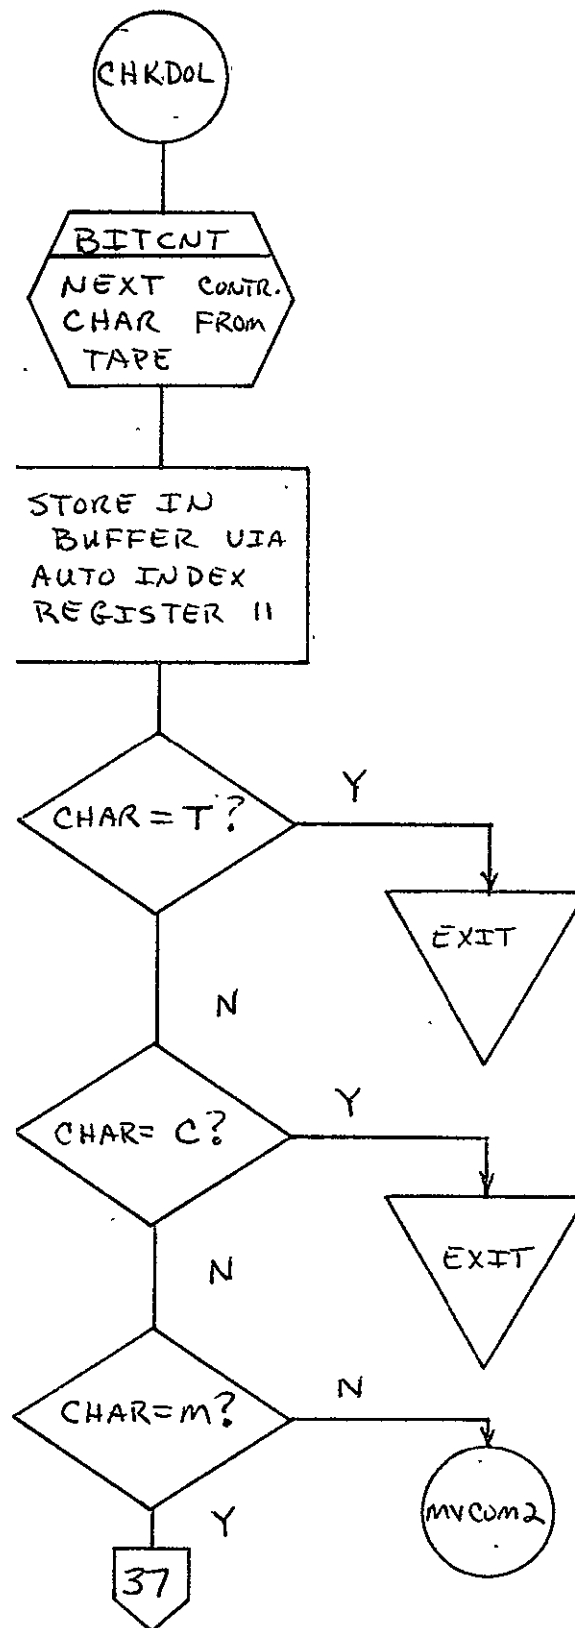 CHKDOL
BITCNT
NEXT CONTR.
CHAR FROM
TAPE
STORE IN
BUFFER VIA
AUTO INDEX
REGISTER 11
CHAR = T?
Y
EXIT
N
CHAR= C?
Y
EXIT
N
CHAR=M?
N
MVCOM2
Y
37